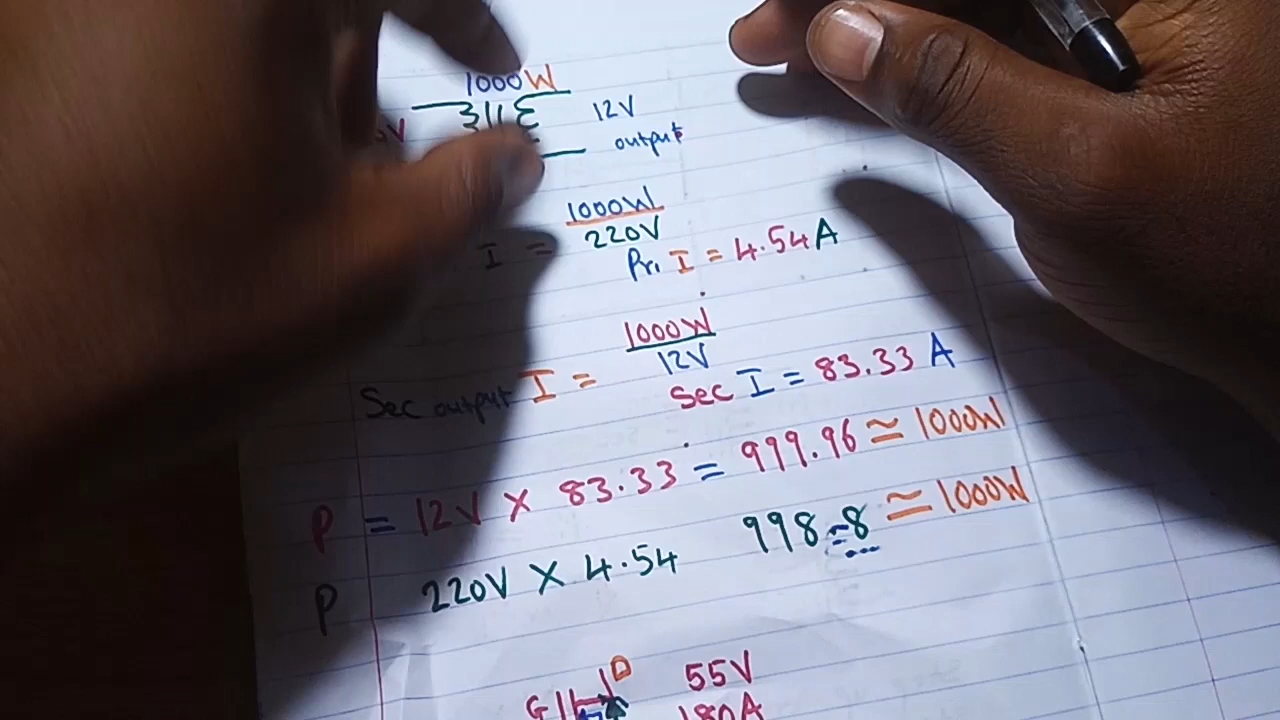 1000W
V 12V
output
I = 1000W
220V
Pri I = 4.54A
1000W
Sec output I = 12V
Sec I = 83.33 A
P = 12V × 83.33 = 999.96 ≃ 1000W
P 220V × 4.54 998.8 ≃ 1000W
D 55V
G 180A